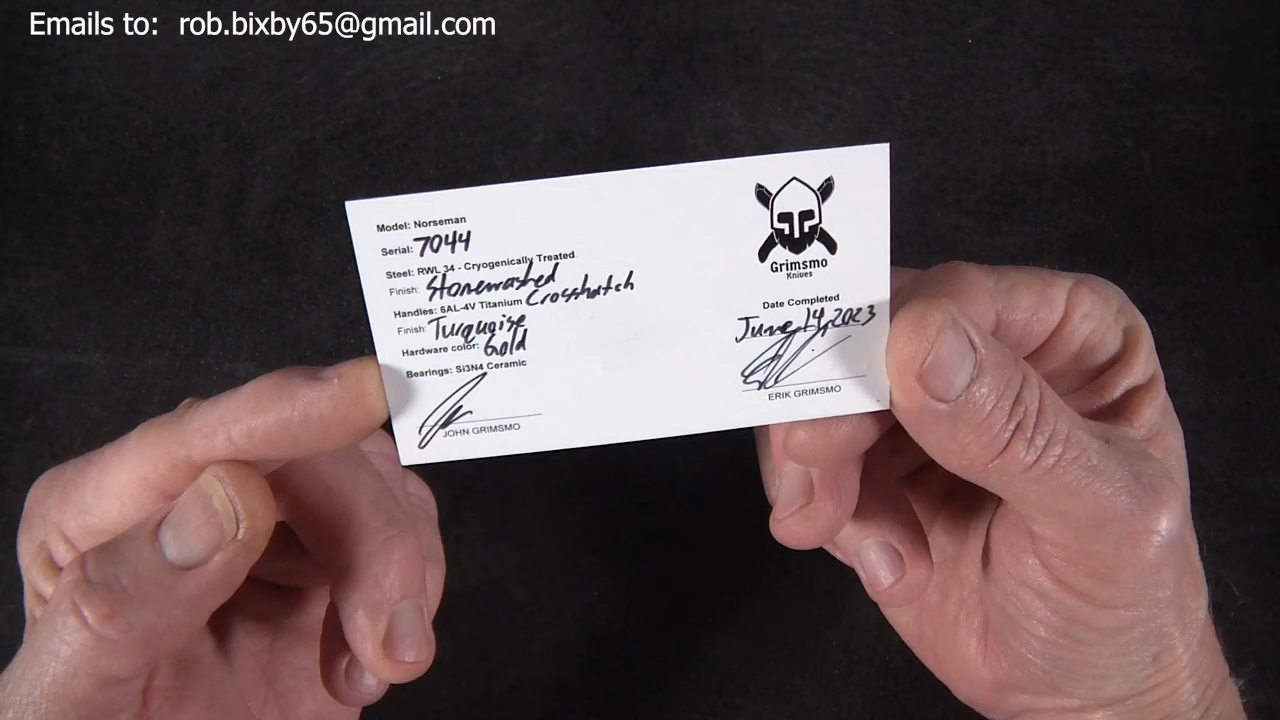 Emails to: rob.bixby65@gmail.com
Model: Norseman
Serial: 7044
Steel: RWL 34 - Cryogenically Treated
Finish: Stonewashed
Handles: 6AL-4V Titanium Crosshatch
Finish: Turquoise
Hardware color: Gold
Bearings: Si3N4 Ceramic
JOHN GRIMSMO
Grimsmo
Knives
Date Completed
June 14, 2023
ERIK GRIMSMO